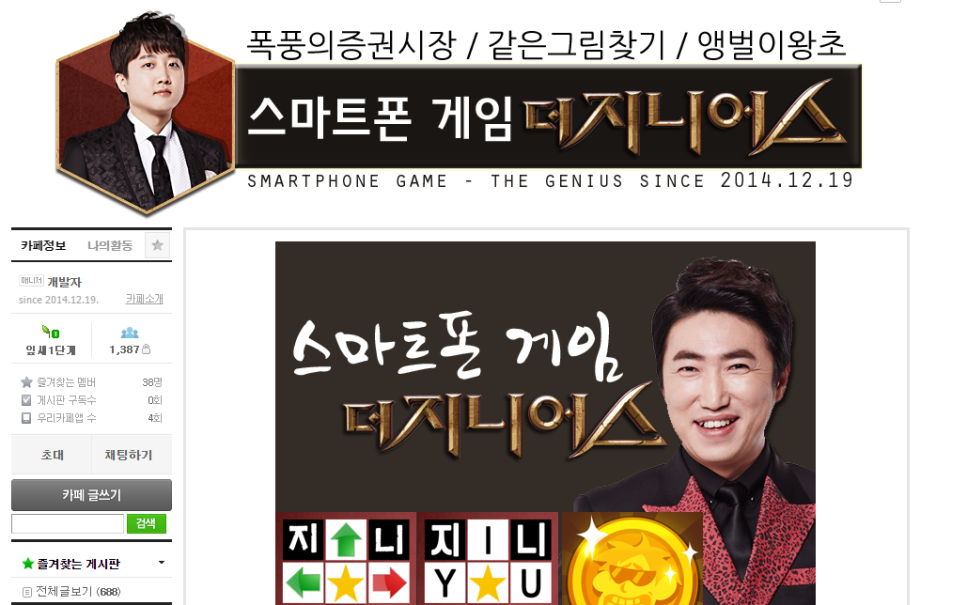 폭풍의증권시장 / 같은그림찾기 / 앵벌이왕초
스마트폰 게임 더지니어스
SMARTPHONE GAME - THE GENIUS SINCE 2014.12.19
카페정보 나의활동
매니저 개발자
since 2014.12.19. 카페소개
잎새1단계 1,387
즐겨찾는 멤버 38명
게시판 구독수 0회
우리카페앱 수 4회
초대 채팅하기
카페 글쓰기
검색
즐겨찾는 게시판
전체글보기 (688)
스마트폰 게임
더지니어스
지 니 지 I 니
Y U